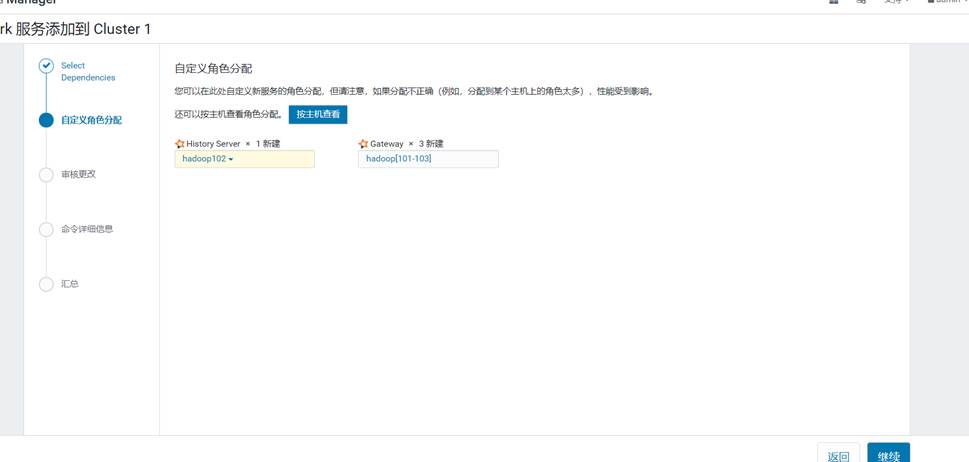 Manager
支持
admin
rk 服务添加到 Cluster 1
Select
Dependencies
自定义角色分配
审核更改
命令详细信息
汇总
自定义角色分配
您可以在此处自定义新服务的角色分配，但请注意，如果分配不正确（例如，分配到某个主机上的角色太多），性能受到影响。
还可以按主机查看角色分配。 按主机查看
History Server × 1 新建
hadoop102
Gateway × 3 新建
hadoop[101-103]
返回
继续